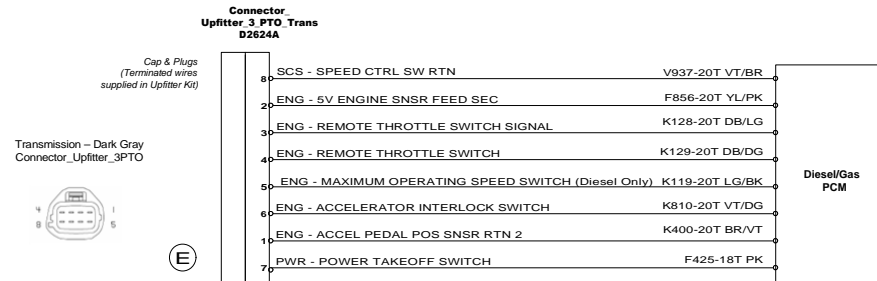 Connector_
Upfitter_3_PTO_Trans
D2624A
Cap & Plugs
(Terminated wires
supplied in Upfitter Kit)
8 SCS - SPEED CTRL SW RTN V937-20T VT/BR
2 ENG - 5V ENGINE SNSR FEED SEC F856-20T YL/PK
3 ENG - REMOTE THROTTLE SWITCH SIGNAL K128-20T DB/LG
4 ENG - REMOTE THROTTLE SWITCH K129-20T DB/DG
5 ENG - MAXIMUM OPERATING SPEED SWITCH (Diesel Only) K119-20T LG/BK
6 ENG - ACCELERATOR INTERLOCK SWITCH K810-20T VT/DG
1 ENG - ACCEL PEDAL POS SNSR RTN 2 K400-20T BR/VT
7 PWR - POWER TAKEOFF SWITCH F425-18T PK
Diesel/Gas
PCM
Transmission – Dark Gray
Connector_Upfitter_3PTO
4 1
8 5
E